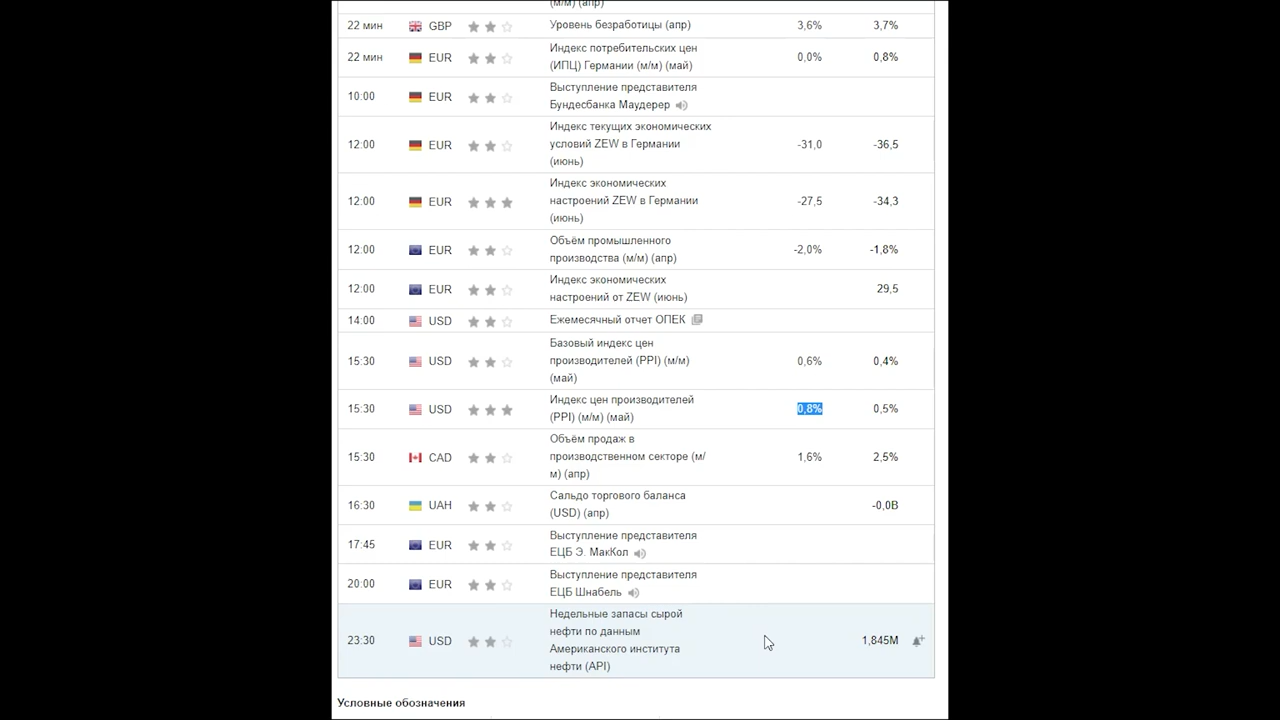 (м/м) (апр)
22 мин GBP Уровень безработицы (апр) 3,6% 3,7%
22 мин EUR Индекс потребительских цен 0,0% 0,8%
(ИПЦ) Германии (м/м) (май)
10:00 EUR Выступление представителя
Бундесбанка Маудерер
12:00 EUR Индекс текущих экономических -31,0 -36,5
условий ZEW в Германии
(июнь)
12:00 EUR Индекс экономических -27,5 -34,3
настроений ZEW в Германии
(июнь)
12:00 EUR Объём промышленного -2,0% -1,8%
производства (м/м) (апр)
12:00 EUR Индекс экономических 29,5
настроений от ZEW (июнь)
14:00 USD Ежемесячный отчет ОПЕК
15:30 USD Базовый индекс цен 0,6% 0,4%
производителей (PPI) (м/м)
(май)
15:30 USD Индекс цен производителей 0,8% 0,5%
(PPI) (м/м) (май)
15:30 CAD Объём продаж в 1,6% 2,5%
производственном секторе (м/
м) (апр)
16:30 UAH Сальдо торгового баланса -0,0B
(USD) (апр)
17:45 EUR Выступление представителя
ЕЦБ Э. МакКол
20:00 EUR Выступление представителя
ЕЦБ Шнабель
23:30 USD Недельные запасы сырой 1,845M
нефти по данным
Американского института
нефти (API)
Условные обозначения